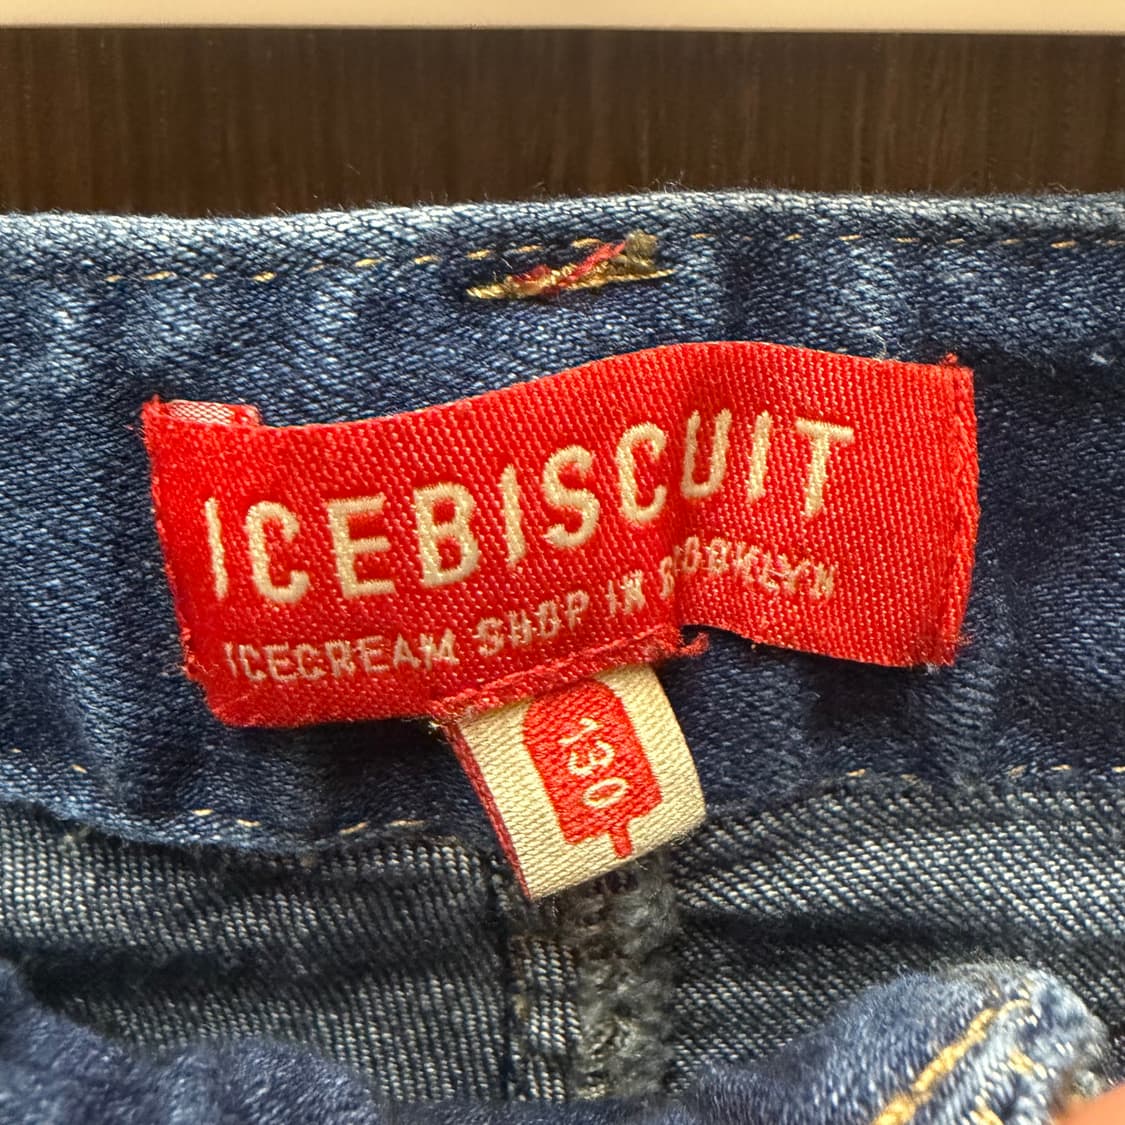 ICEBISCUIT
ICECREAM SHOP IN BROOKLYN
130